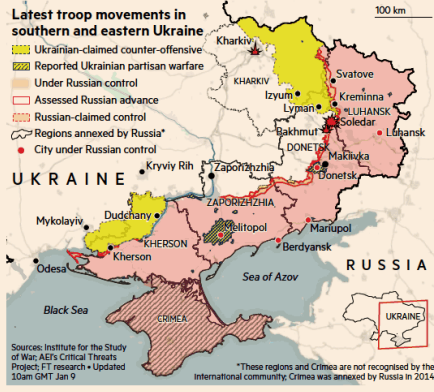 Latest troop movements in
southern and eastern Ukraine
100 km
Ukrainian-claimed counter-offensive
Reported Ukrainian partisan warfare
Under Russian control
Assessed Russian advance
Russian-claimed control
Regions annexed by Russia*
City under Russian control
Kharkiv
KHARKIV
Svatove
Izyum
Kreminna
Lyman
LUHANSK
Soledar
Bakhmut
Luhansk
DONETSK
Makiivka
Kryviy Rih
Zaporizhzhia
Donetsk
UKRAINE
ZAPORIZHZHIA
Dudchany
Mykolayiv
Melitopol
Mariupol
KHERSON
Kherson
Berdyansk
Odesa
RUSSIA
Sea of Azov
Black Sea
CRIMEA
UKRAINE
Sources: Institute for the Study
of War; AEI's Critical Threats
Project; FT research • Updated
10am GMT Jan 9
*These regions and Crimea are not recognised by the
international community; Crimea was annexed by Russia in 2014